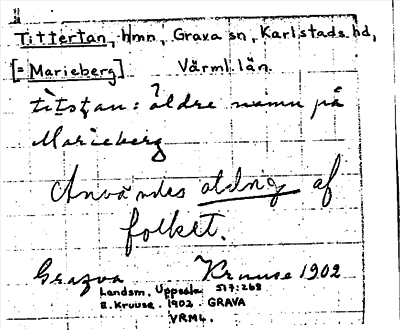 Tittertan, hmn, Grava sn, Karlstads hd,
[= Marieberg] Värml. län.
äldre namn på
Marieberg
Användes aldrig af
folket.
Grava Kruuse 1902
Landsm. Uppsala 517:268
E. Kruuse. 1902. GRAVA
VRML.